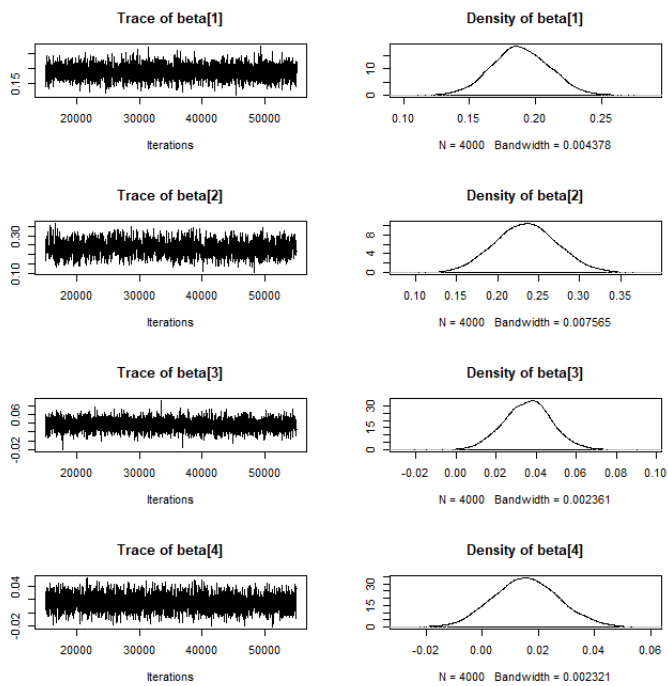 Trace of beta[1]
0.15
20000 30000 40000 50000
Iterations
Density of beta[1]
0 10
0.10 0.15 0.20 0.25
N = 4000 Bandwidth = 0.004378
Trace of beta[2]
0.10 0.30
20000 30000 40000 50000
Iterations
Density of beta[2]
0 4 8
0.10 0.15 0.20 0.25 0.30 0.35
N = 4000 Bandwidth = 0.007565
Trace of beta[3]
-0.02 0.06
20000 30000 40000 50000
Iterations
Density of beta[3]
0 15 30
-0.02 0.00 0.02 0.04 0.06 0.08 0.10
N = 4000 Bandwidth = 0.002361
Trace of beta[4]
-0.02 0.04
20000 30000 40000 50000
Iterations
Density of beta[4]
0 15 30
-0.02 0.00 0.02 0.04 0.06
N = 4000 Bandwidth = 0.002321